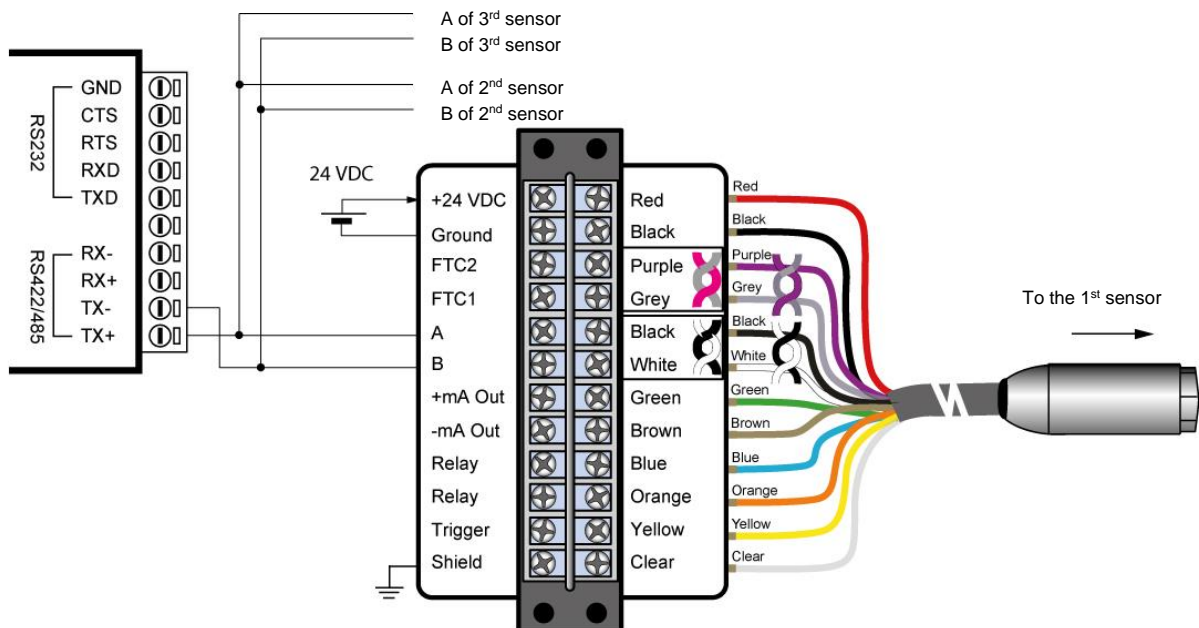 A of 3rd sensor
B of 3rd sensor
A of 2nd sensor
B of 2nd sensor
RS232
GND
CTS
RTS
RXD
TXD
RS422/485
RX-
RX+
TX-
TX+
24 VDC
+24 VDC
Ground
FTC2
FTC1
A
B
+mA Out
-mA Out
Relay
Relay
Trigger
Shield
Red
Black
Purple
Grey
Black
White
Green
Brown
Blue
Orange
Yellow
Clear
Red
Black
Purple
Grey
Black
White
Green
Brown
Blue
Orange
Yellow
Clear
To the 1st sensor